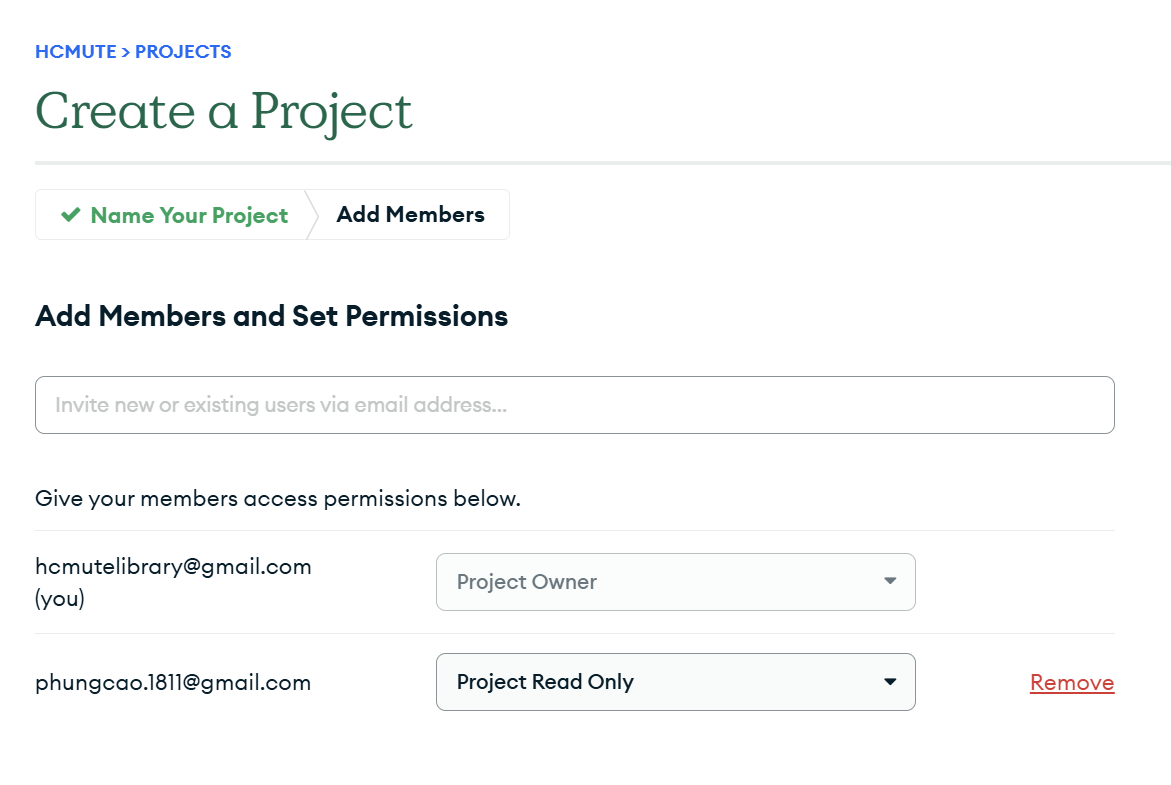 HCMUTE > PROJECTS
Create a Project
Name Your Project
Add Members
Add Members and Set Permissions
Invite new or existing users via email address...
Give your members access permissions below.
hcmutelibrary@gmail.com
(you)
Project Owner
phungcao.1811@gmail.com
Project Read Only
Remove